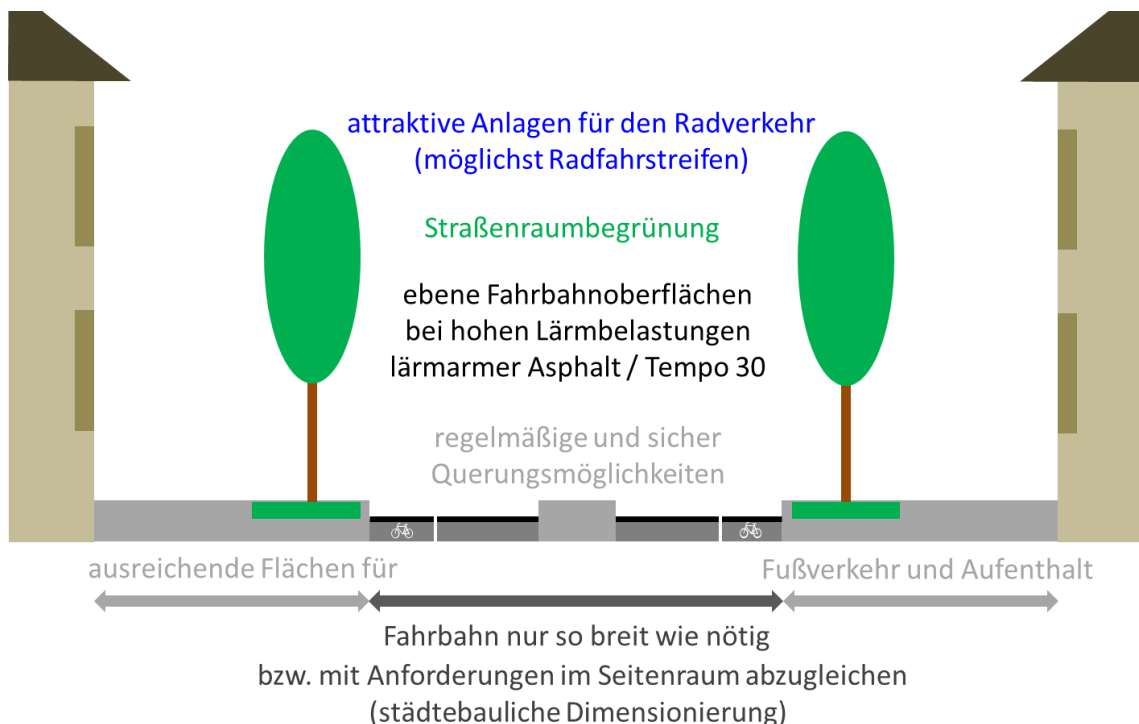 attraktive Anlagen für den Radverkehr
(möglichst Radfahrstreifen)
Straßenraumbegrünung
ebene Fahrbahnoberflächen
bei hohen Lärmbelastungen
lärmarmer Asphalt / Tempo 30
regelmäßige und sicher
Querungsmöglichkeiten
ausreichende Flächen für
Fußverkehr und Aufenthalt
Fahrbahn nur so breit wie nötig
bzw. mit Anforderungen im Seitenraum abzugleichen
(städtebauliche Dimensionierung)